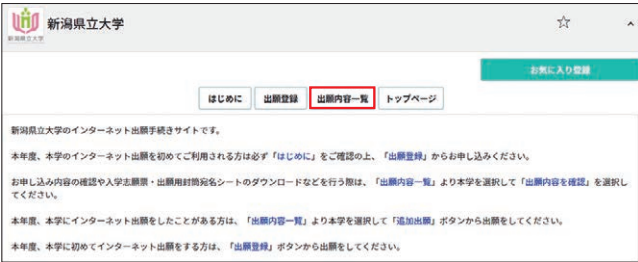 新潟県立大学
新潟県立大学
お気に入り登録
はじめに 出願登録 出願内容一覧 トップページ
新潟県立大学のインターネット出願手続きサイトです。
本年度、本学のインターネット出願を初めてご利用される方は必ず「はじめに」をご確認の上、「出願登録」からお申し込みください。
お申し込み内容の確認や入学志願票・出願用封筒宛名シートのダウンロードなどを行う際は、「出願内容一覧」より本学を選択して「出願内容を確認」を選択し
てください。
本年度、本学にインターネット出願をしたことがある方は、「出願内容一覧」より本学を選択して「追加出願」ボタンから出願をしてください。
本年度、本学に初めてインターネット出願をする方は、「出願登録」ボタンから出願をしてください。